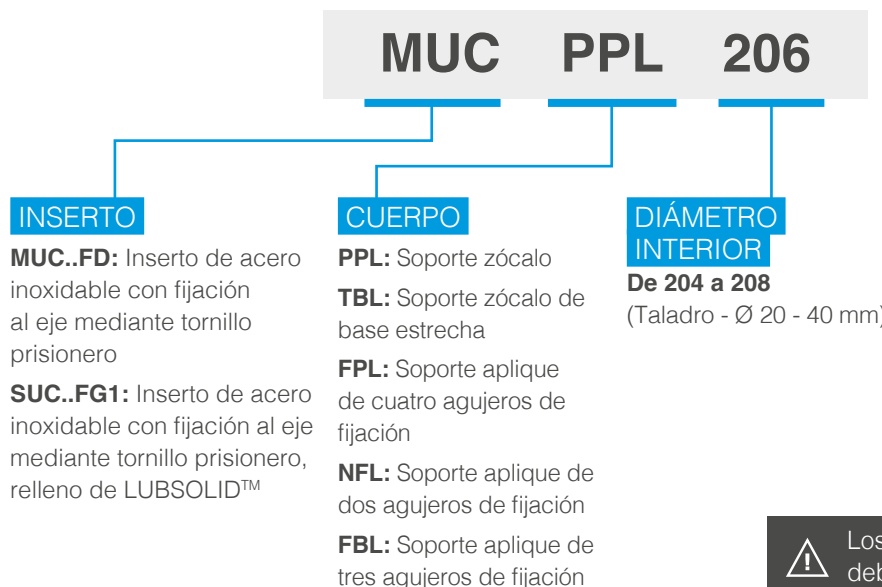 MUC PPL 206
INSERTO
MUC..FD: Inserto de acero
inoxidable con fijación
al eje mediante tornillo
prisionero
SUC..FG1: Inserto de acero
inoxidable con fijación al eje
mediante tornillo prisionero,
relleno de LUBSOLID™
CUERPO
PPL: Soporte zócalo
TBL: Soporte zócalo de
base estrecha
FPL: Soporte aplique
de cuatro agujeros de
fijación
NFL: Soporte aplique de
dos agujeros de fijación
FBL: Soporte aplique de
tres agujeros de fijación
DIÁMETRO
INTERIOR
De 204 a 208
(Taladro - Ø 20 - 40 mm)
Los
deb